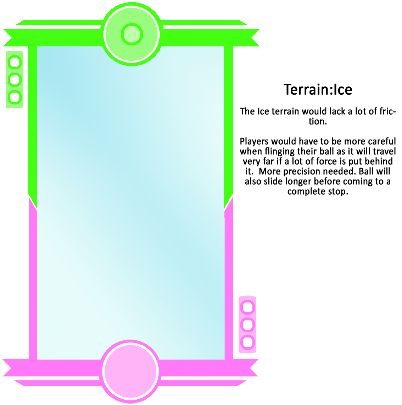 Terrain:Ice
The Ice terrain would lack a lot of fric-
tion.
Players would have to be more careful
when flinging their ball as it will travel
very far if a lot of force is put behind
it. More precision needed. Ball will
also slide longer before coming to a
complete stop.